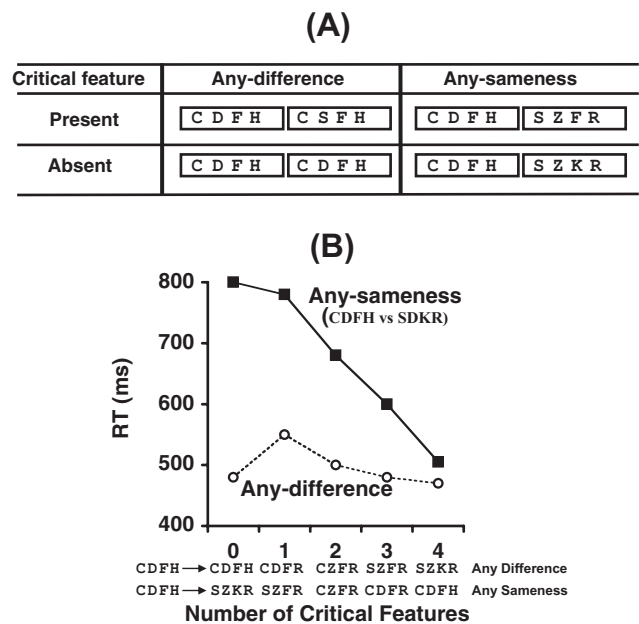 (A)
Critical feature Any-difference Any-sameness
Present C D F H C S F H C D F H S Z F R
Absent C D F H C D F H C D F H S Z K R
(B)
800
Any-sameness
(CDFH vs SDKR)
700
RT (ms)
600
500
Any-difference
400
0 1 2 3 4
CDFH → CDFH CDFR CZFR SZFR SZKR Any Difference
CDFH → SZKR SZFR CZFR CDFR CDFH Any Sameness
Number of Critical Features